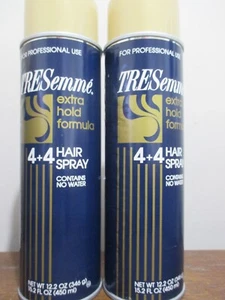 FOR PROFESSIONAL USE
TRESemmé.
extra
hold
formula
4+4 HAIR
SPRAY
CONTAINS
NO WATER
NET WT 12.2 OZ (346 g)
15.2 FL OZ (450 ml)
FOR PROFESSIONAL USE
TRESemmé.
extra
hold
formula
4+4 HAIR
SPRAY
CONTAINS
NO WATER
NET WT 12.2 OZ
15.2 FL OZ (450 ml)